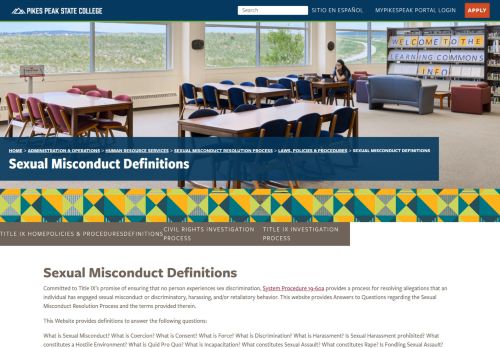 PIKES PEAK STATE COLLEGE
Search
SITIO EN ESPAÑOL
MYPIKESPEAK PORTAL LOGIN
APPLY
WELCOME TO THE
LEARNING COMMONS
INFO
HOME > ADMINISTRATION & OPERATIONS > HUMAN RESOURCE SERVICES > SEXUAL MISCONDUCT RESOLUTION PROCESS > LAWS, POLICIES & PROCEDURES > SEXUAL MISCONDUCT DEFINITIONS
Sexual Misconduct Definitions
TITLE IX HOME
POLICIES & PROCEDURES
DEFINITIONS
CIVIL RIGHTS INVESTIGATION
PROCESS
TITLE IX INVESTIGATION
PROCESS
Sexual Misconduct Definitions
Committed to Title IX's promise of ensuring that no person experiences sex discrimination, System Procedure 19-60a provides a process for resolving allegations that
an individual has engaged sexual misconduct or discriminatory, harassing, and/or retaliatory behavior. This website provides Answers to Questions regarding the Sexual
Misconduct Resolution Process and the terms provided therein.
This Website provides definitions to answer the following questions:
What is Sexual Misconduct? What is Coercion? What is Consent? What is Force? What is Discrimination? What is Harassment? Is Sexual Harassment prohibited? What
constitutes a Hostile Environment? What is Quid Pro Quo? What is Incapacitation? What constitutes Sexual Assault? What constitutes Rape? Is Fondling Sexual Assault?